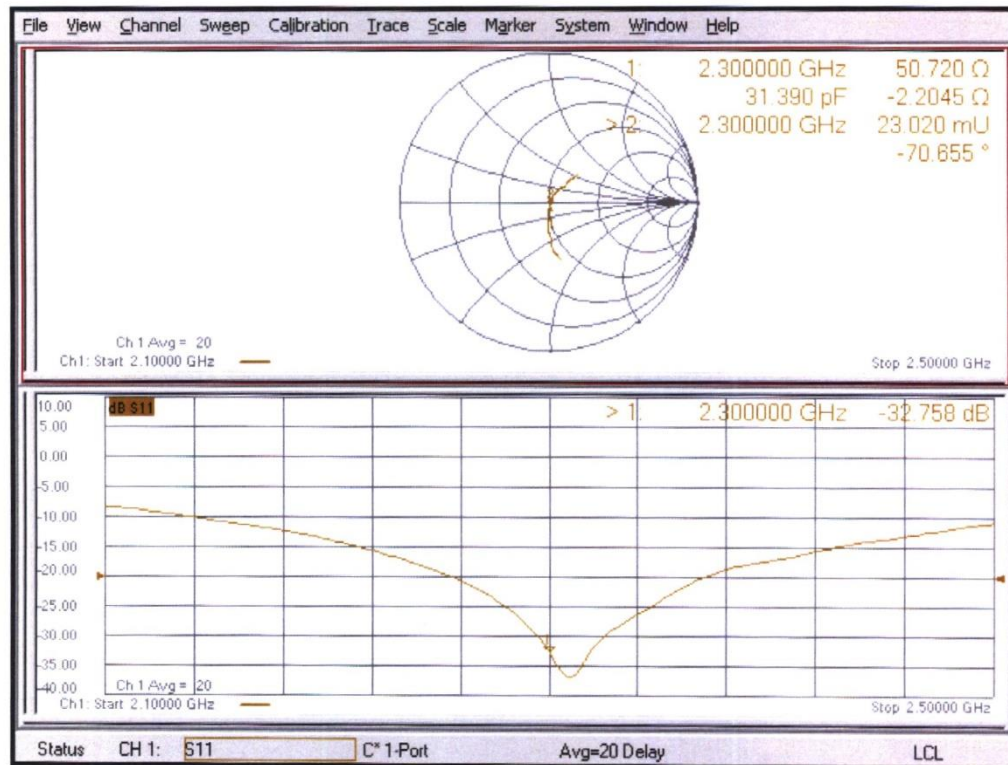 File View Channel Sweep Calibration Trace Scale Marker System Window Help
1: 2.300000 GHz 50.720 Ω
31.390 pF -2.2045 Ω
> 2: 2.300000 GHz 23.020 mU
-70.655 °
Ch 1 Avg = 20
Ch1: Start 2.10000 GHz Stop 2.50000 GHz
10.00 dB S11 > 1: 2.300000 GHz -32.758 dB
5.00
0.00
-5.00
-10.00
-15.00
-20.00
-25.00
-30.00
-35.00
-40.00 Ch 1 Avg = 20
Ch1: Start 2.10000 GHz Stop 2.50000 GHz
Status CH 1: S11 C* 1-Port Avg=20 Delay LCL